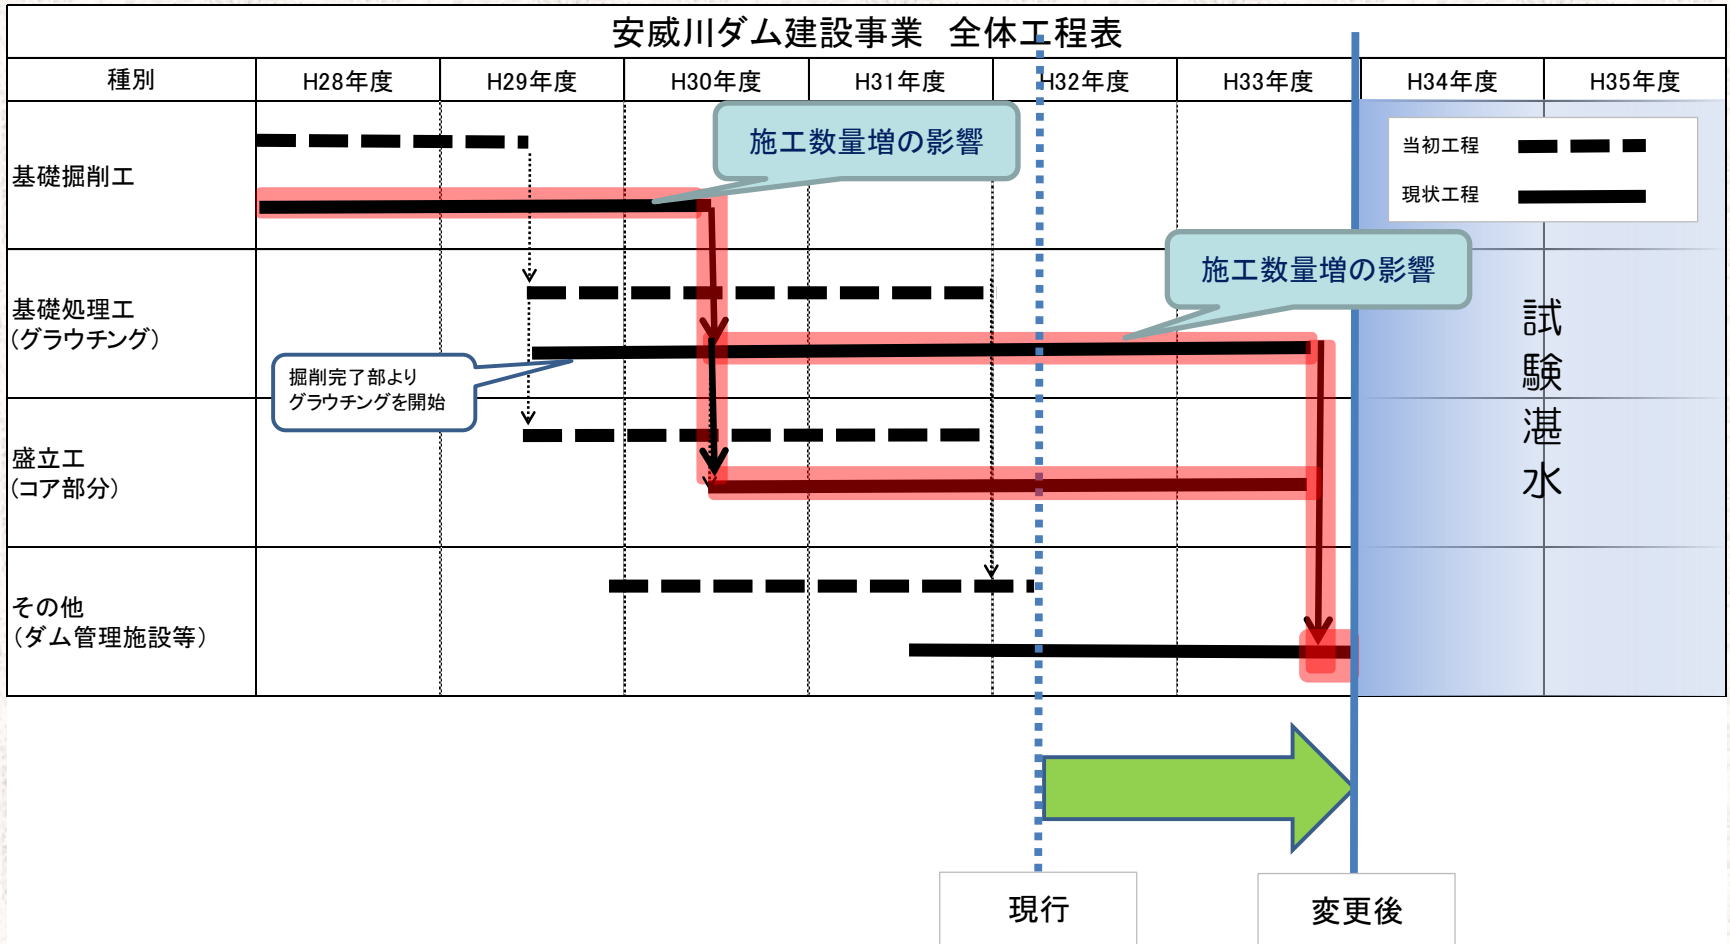 安威川ダム建設事業　全体工程表
種別
H28年度
H29年度
H30年度
H31年度
H32年度
H33年度
H34年度
H35年度
施工数量増の影響
当初工程
現状工程
基礎掘削工
施工数量増の影響
基礎処理工
(グラウチング)
掘削完了部より
グラウチングを開始
試験湛水
盛立工
(コア部分)
その他
(ダム管理施設等)
現行
変更後